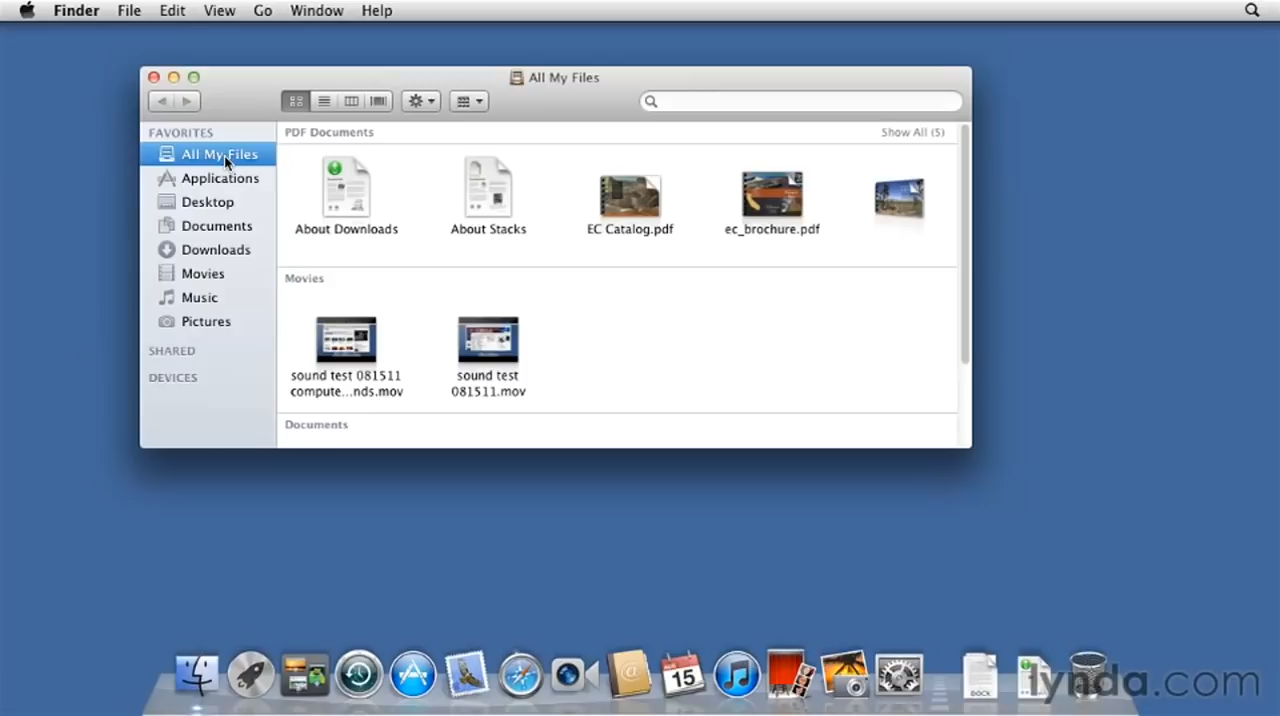 Finder File Edit View Go Window Help
All My Files
FAVORITES
All My Files
Applications
Desktop
Documents
Downloads
Movies
Music
Pictures
SHARED
DEVICES
PDF Documents Show All (5)
About Downloads
About Stacks
EC Catalog.pdf
ec_brochure.pdf
Movies
sound test 081511
compute...nds.mov
sound test
081511.mov
Documents
15
DOCK
lynda.com